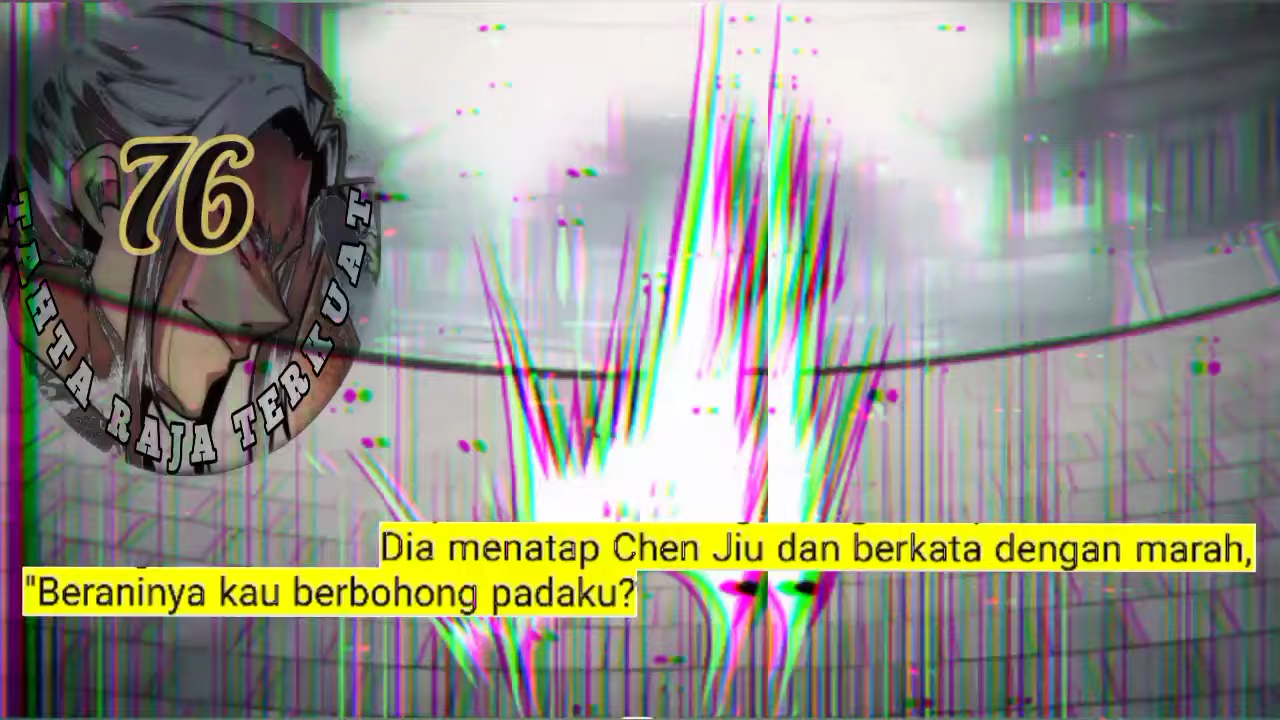 76
TAHTA RAJA TERKUAT
Dia menatap Chen Jiu dan berkata dengan marah,
"Beraninya kau berbohong padaku?